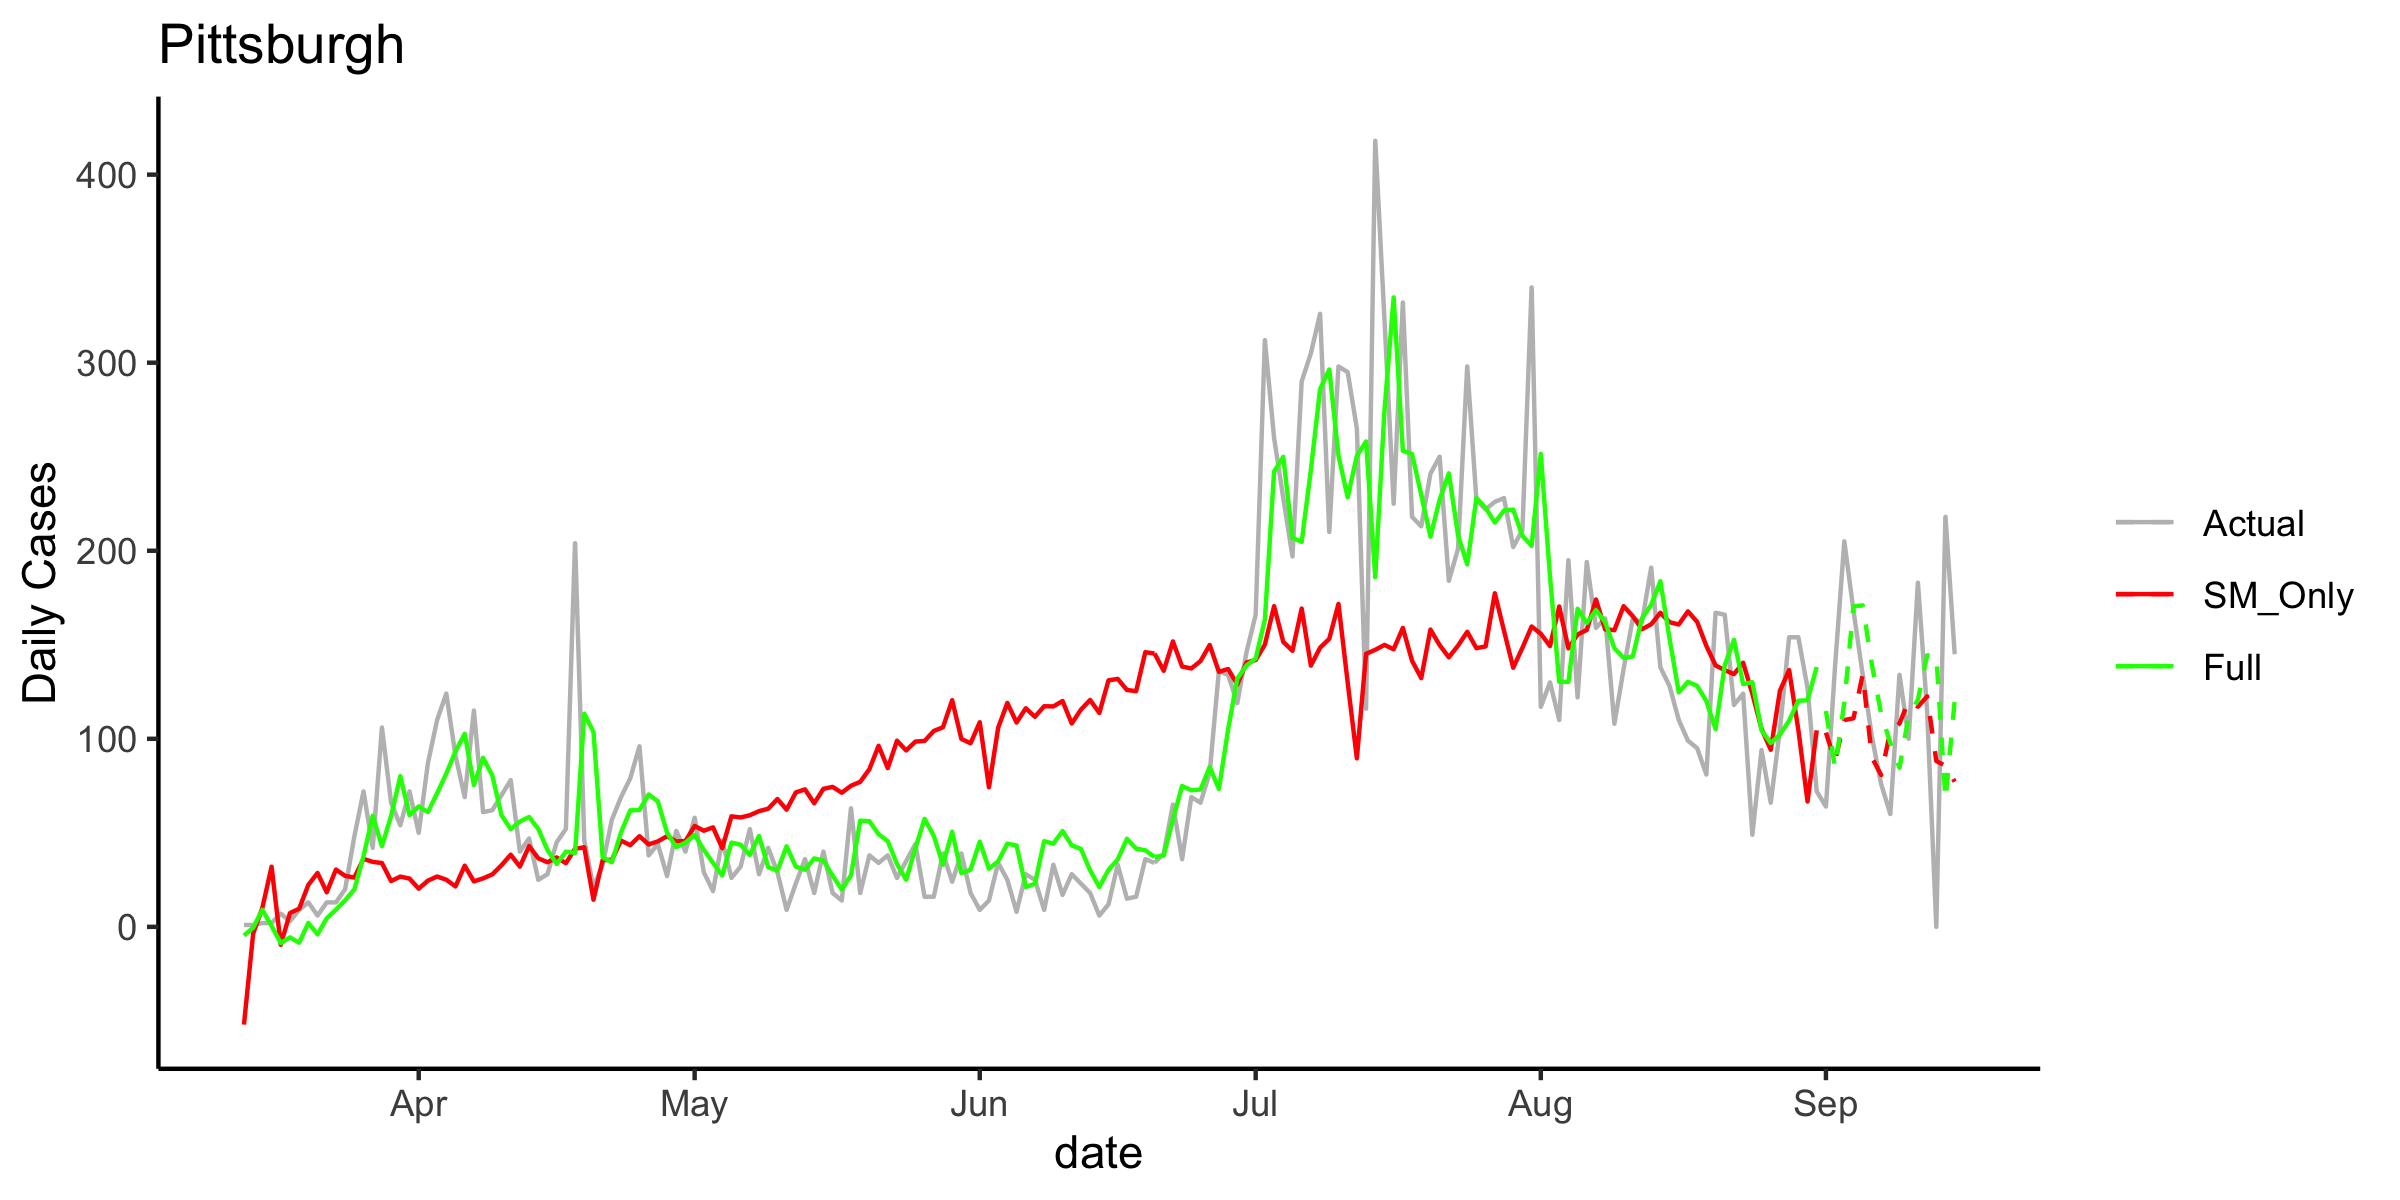 Pittsburgh
Daily Cases
400
300
200
100
0
Apr
May
Jun
Jul
Aug
Sep
date
Actual
SM_Only
Full